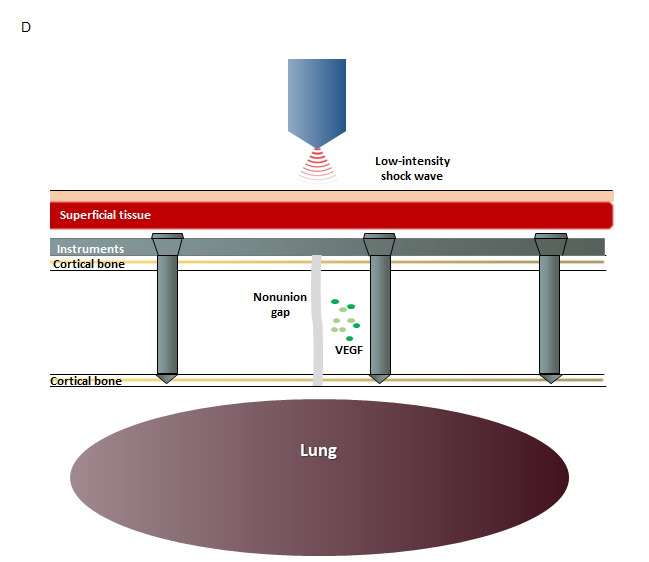 D
Low-intensity
shock wave
Superficial tissue
Instruments
Cortical bone
Nonunion
gap
VEGF
Cortical bone
Lung